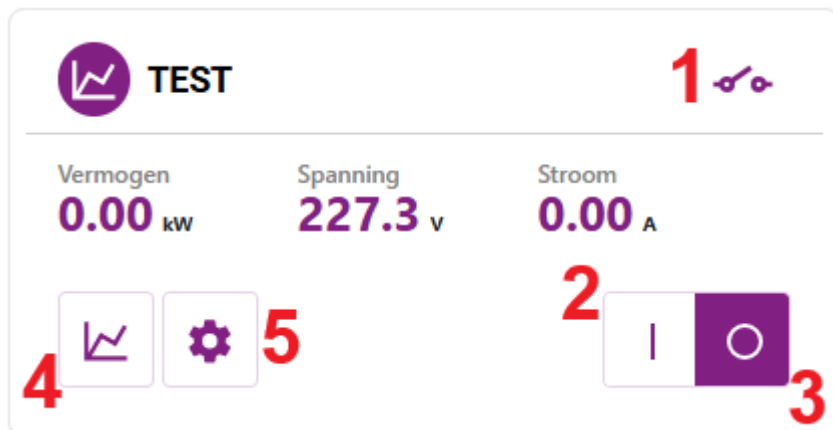 TEST
1
Vermogen Spanning Stroom
0.00 kW 227.3 V 0.00 A
2
4 5 3